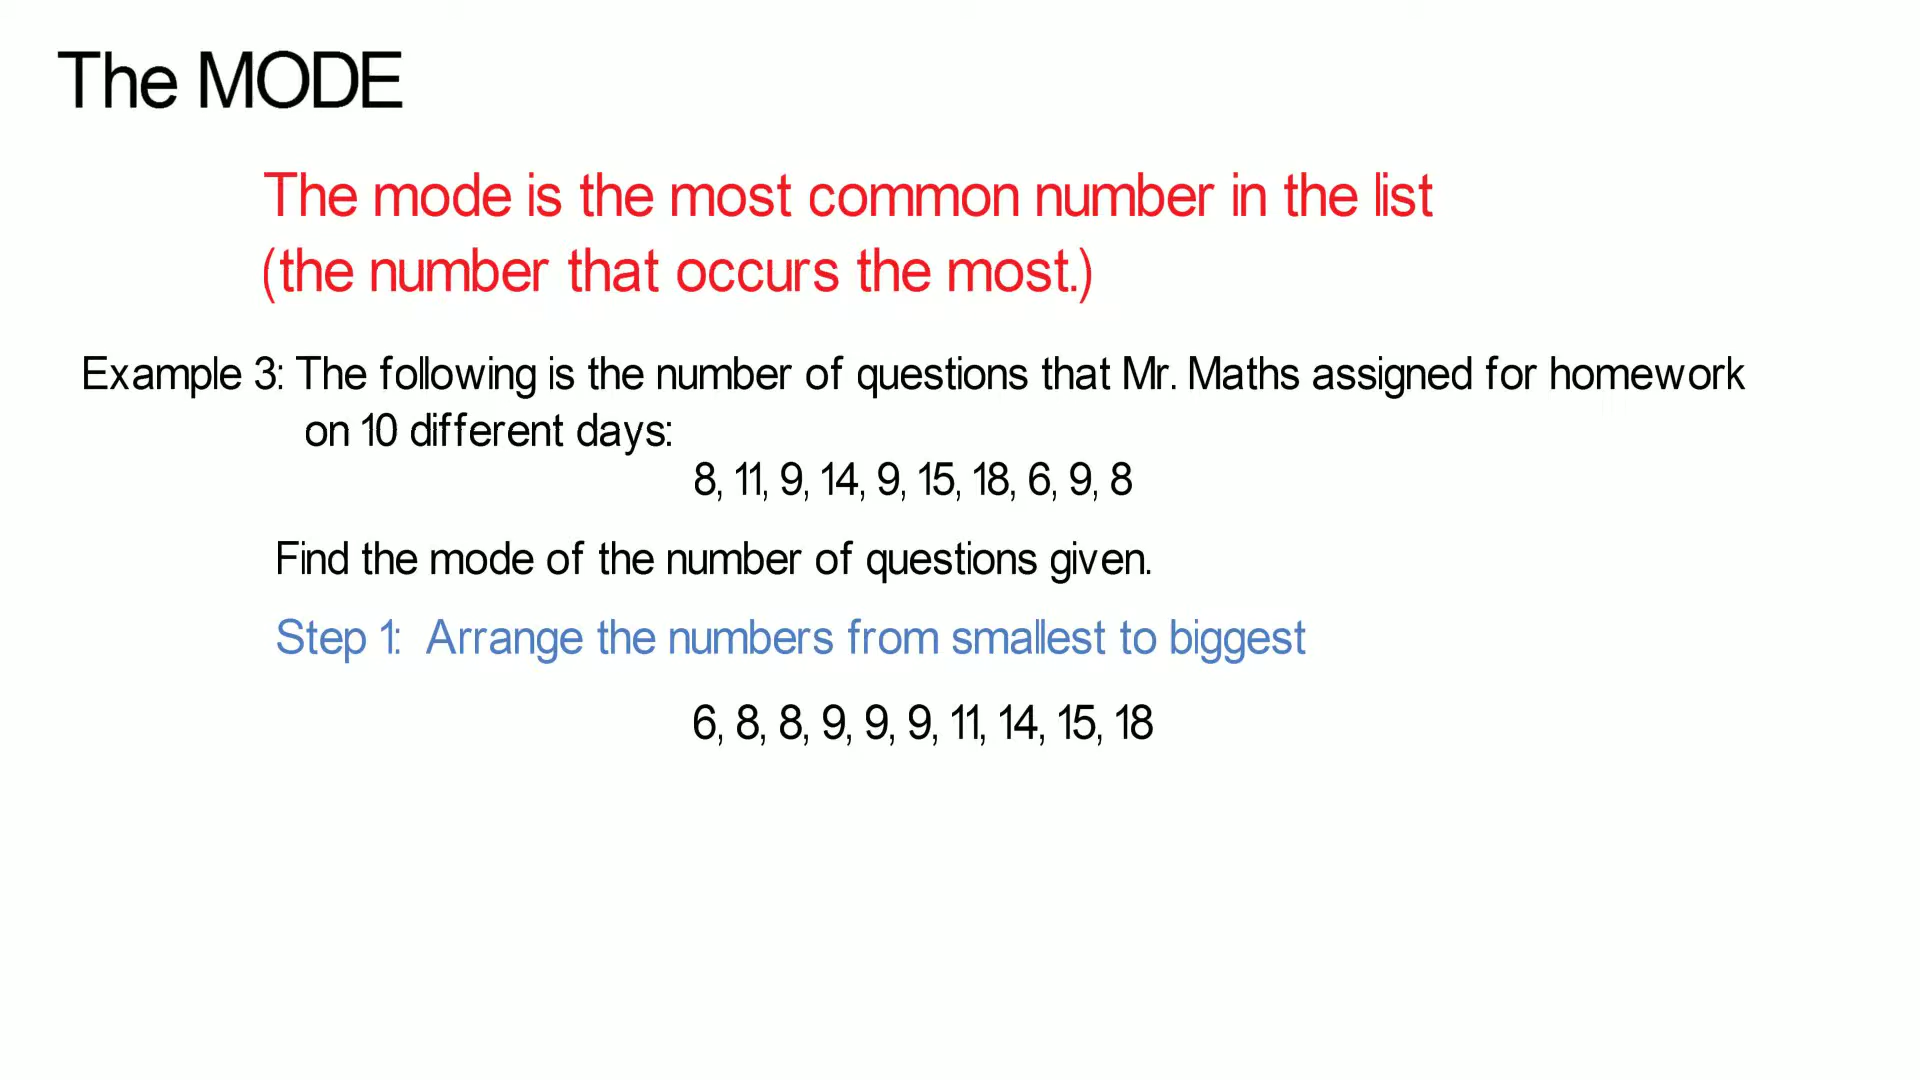 The MODE
The mode is the most common number in the list
(the number that occurs the most.)
Example 3: The following is the number of questions that Mr. Maths assigned for homework
on 10 different days:
8, 11, 9, 14, 9, 15, 18, 6, 9, 8
Find the mode of the number of questions given.
Step 1: Arrange the numbers from smallest to biggest
6, 8, 8, 9, 9, 9, 11, 14, 15, 18